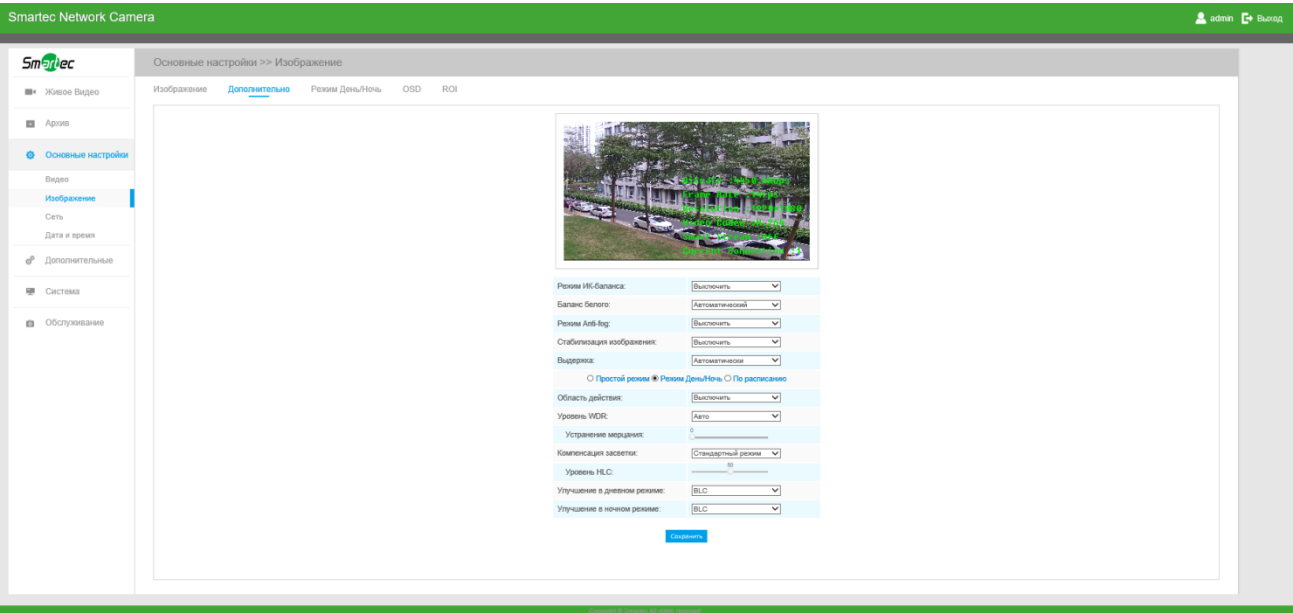 Smartec Network Camera
admin Выход
Smartec
Основные настройки >> Изображение
Живое Видео
Архив
Основные настройки
Видео
Изображение
Сеть
Дата и время
Дополнительные
Система
Обслуживание
Изображение Дополнительно Режим День/Ночь OSD ROI
Режим ИК-баланса: Выключить
Баланс белого: Автоматический
Режим Anti-fog: Выключить
Стабилизация изображения: Выключить
Выдержка: Автоматически
Простой режим Режим День/Ночь По расписанию
Область действия: Выключить
Уровень WDR: Авто
Устранение мерцания: 0
Компенсация засветки: Стандартный режим
Уровень HLC: 50
Улучшение в дневном режиме: BLC
Улучшение в ночном режиме: BLC
Сохранить